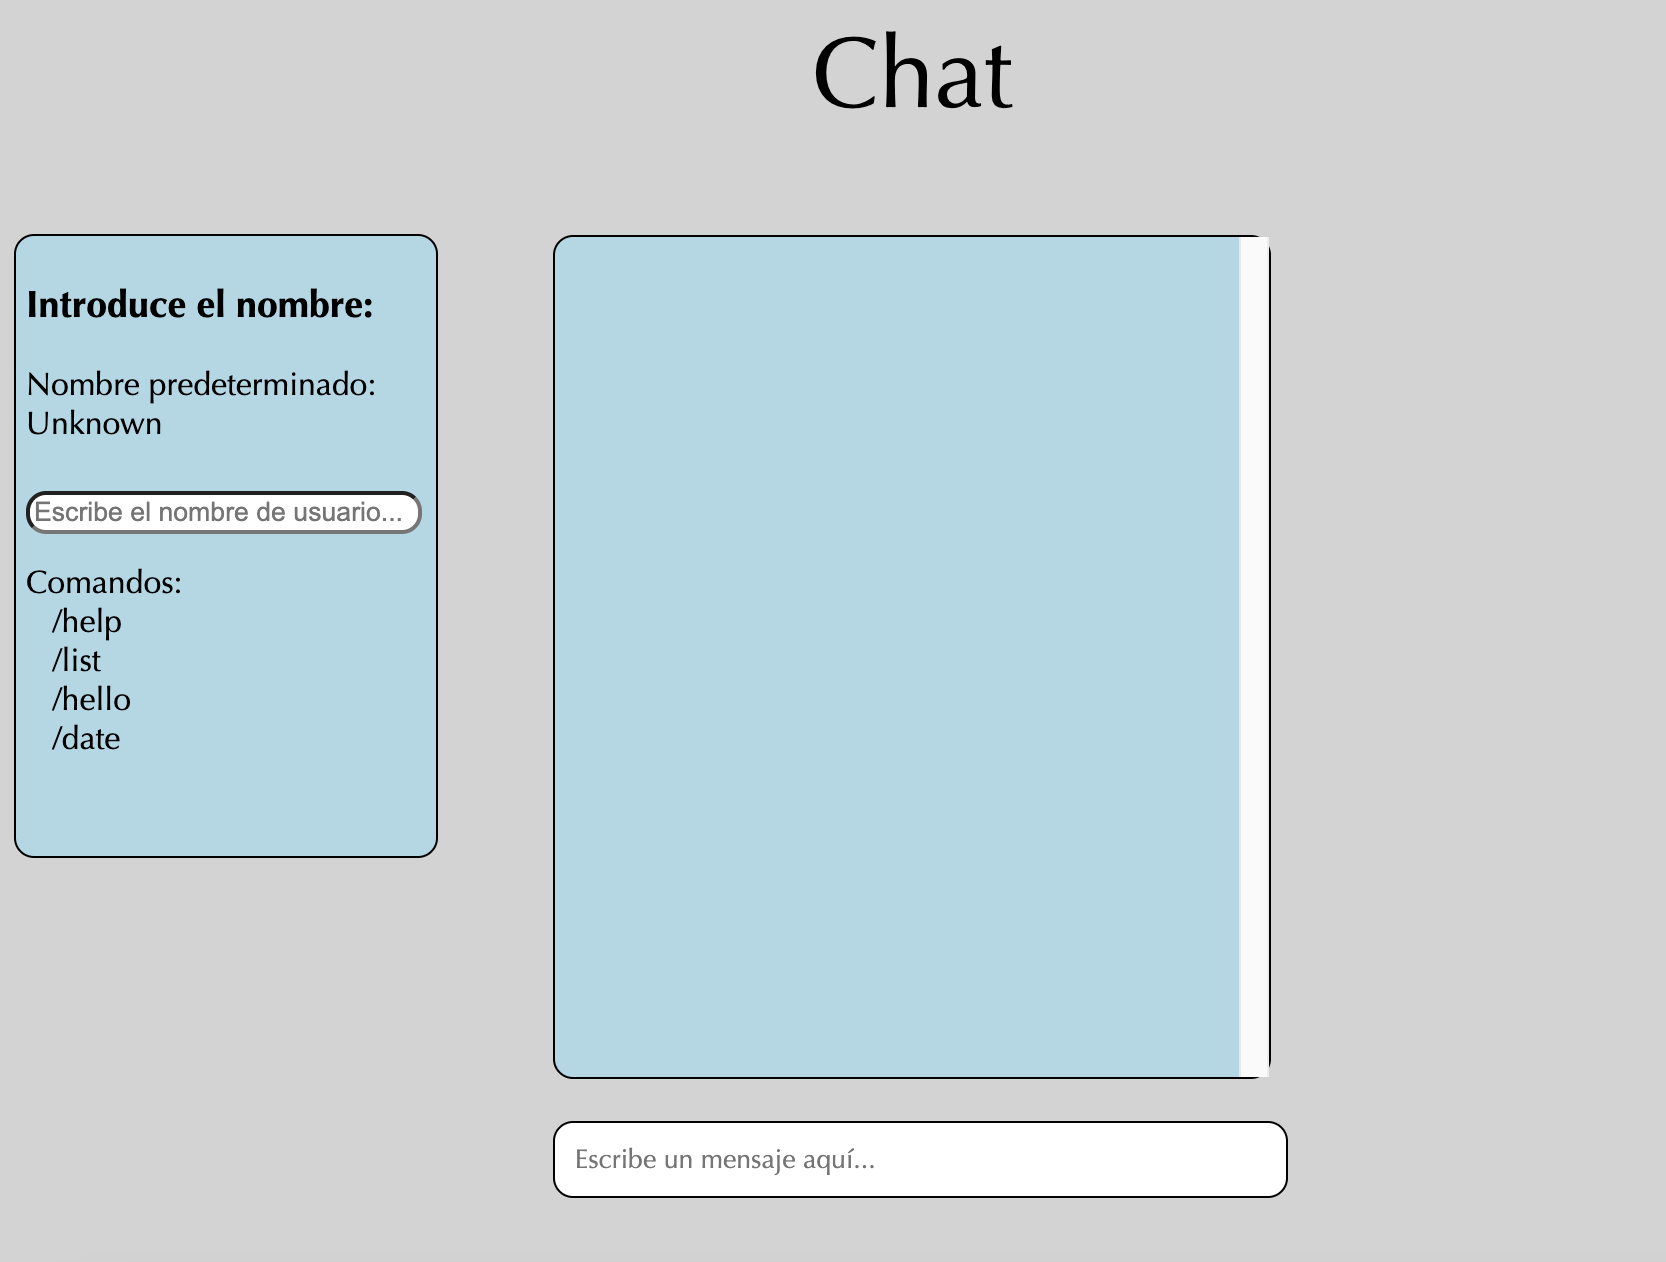 Chat
Introduce el nombre:
Nombre predeterminado:
Unknown
Escribe el nombre de usuario...
Comandos:
/help
/list
/hello
/date
Escribe un mensaje aquí...